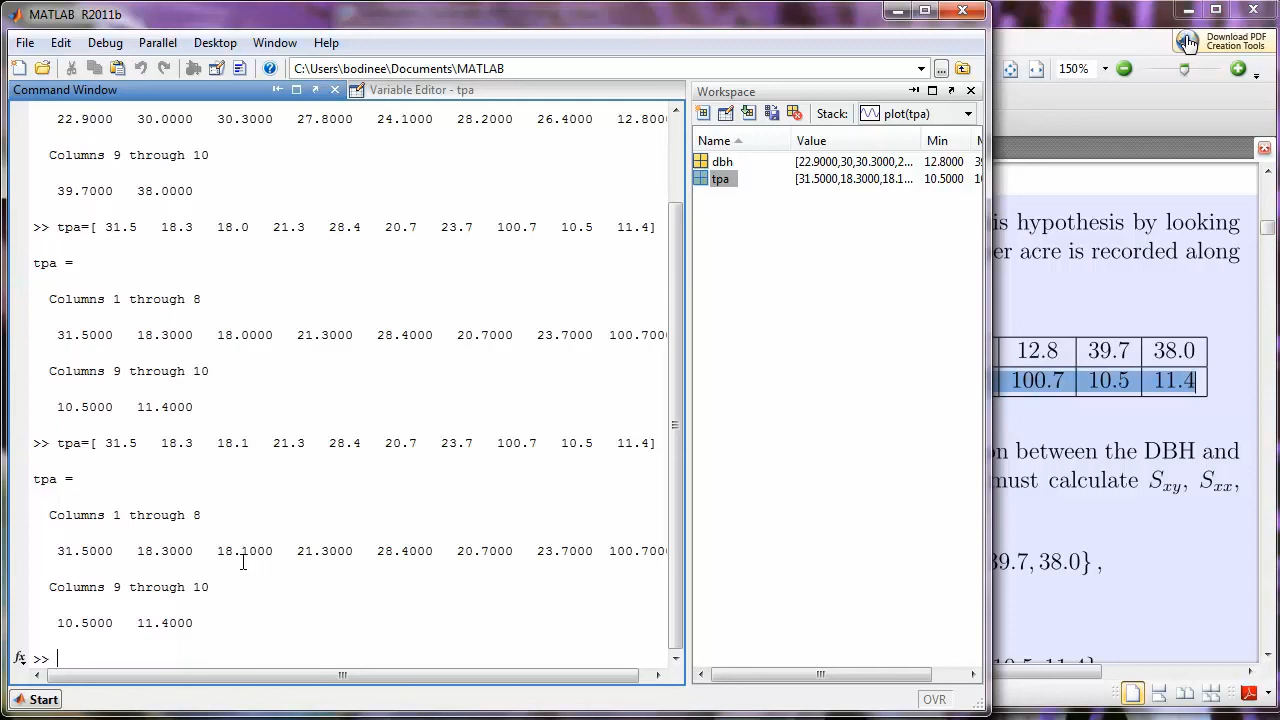 MATLAB R2011b
File Edit Debug Parallel Desktop Window Help
C:\Users\bodinee\Documents\MATLAB
Command Window
Variable Editor - tpa
22.9000 30.0000 30.3000 27.8000 24.1000 28.2000 26.4000 12.8000
Columns 9 through 10
39.7000 38.0000
>> tpa=[ 31.5 18.3 18.0 21.3 28.4 20.7 23.7 100.7 10.5 11.4]
tpa =
Columns 1 through 8
31.5000 18.3000 18.0000 21.3000 28.4000 20.7000 23.7000 100.700
Columns 9 through 10
10.5000 11.4000
>> tpa=[ 31.5 18.3 18.1 21.3 28.4 20.7 23.7 100.7 10.5 11.4]
tpa =
Columns 1 through 8
31.5000 18.3000 18.1000 21.3000 28.4000 20.7000 23.7000 100.700
Columns 9 through 10
10.5000 11.4000
fx >>
Start
OVR
Workspace
Stack: plot(tpa)
Name Value Min
dbh [22.9000,30,30.3000,2... 12.8000
tpa [31.5000,18.3000,18.1... 10.5000
Download PDF
Creation Tools
150%
is hypothesis by looking
er acre is recorded along
12.8 39.7 38.0
100.7 10.5 11.4
on between the DBH and
must calculate Sxy, Sxx,
39.7, 38.0} ,
10.5, 11.4}